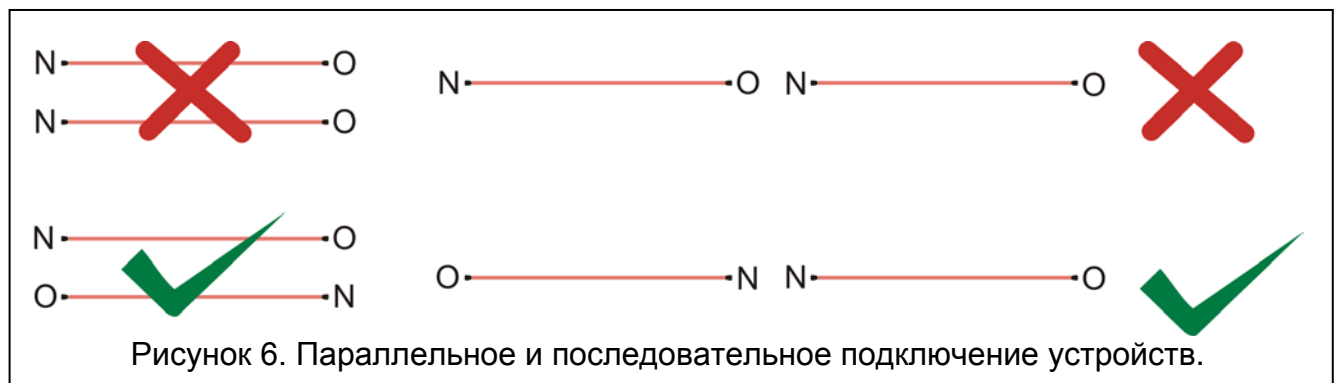 N O
N O
N O N O
N O
O N
O N N O
Рисунок 6. Параллельное и последовательное подключение устройств.